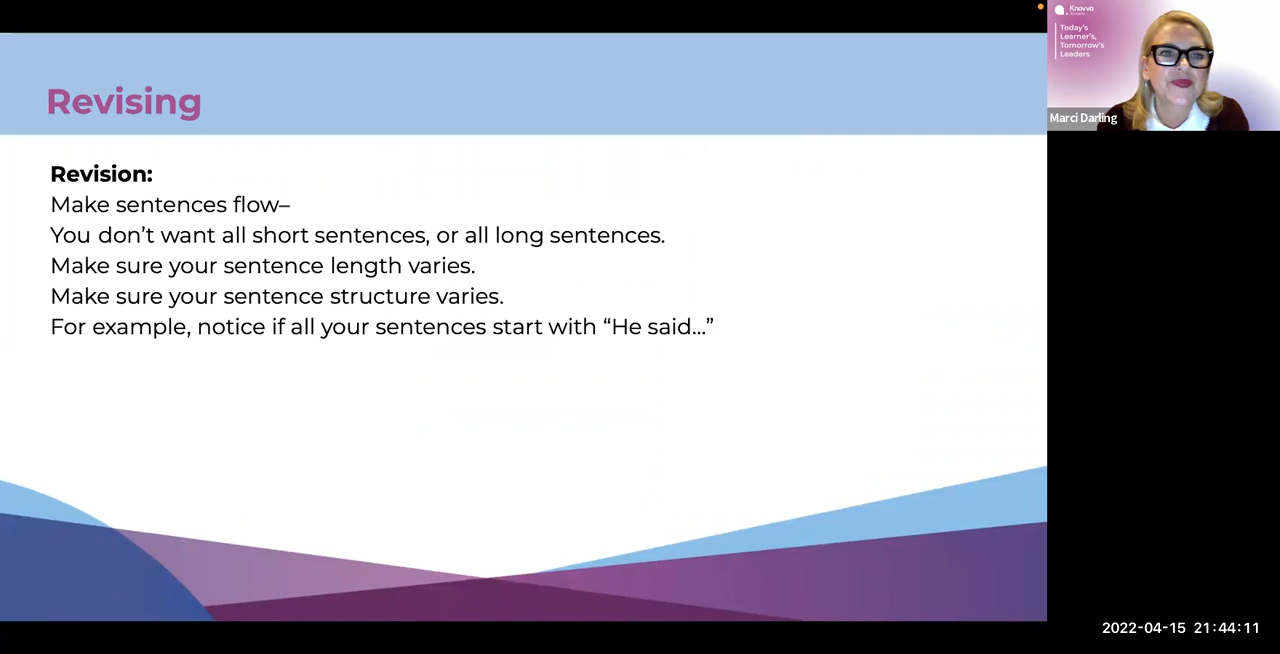 Revising
Revision:
Make sentences flow–
You don’t want all short sentences, or all long sentences.
Make sure your sentence length varies.
Make sure your sentence structure varies.
For example, notice if all your sentences start with “He said...”
Knovva
Academy
Today's
Learner's,
Tomorrow's
Leaders
Marci Darling
2022-04-15 21:44:11